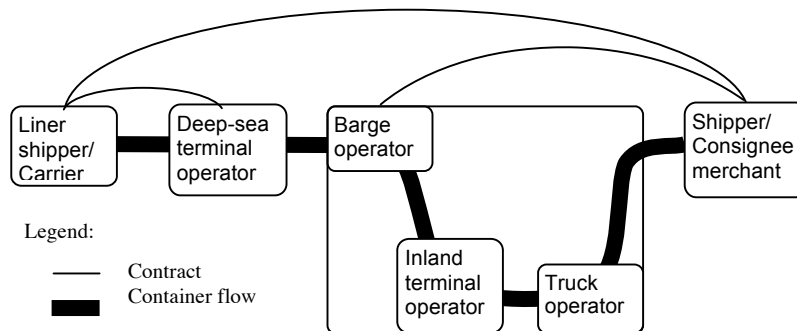 Liner
shipper/
Carrier
Deep-sea
terminal
operator
Barge
operator
Shipper/
Consignee
merchant
Inland
terminal
operator
Truck
operator
Legend:
Contract
Container flow